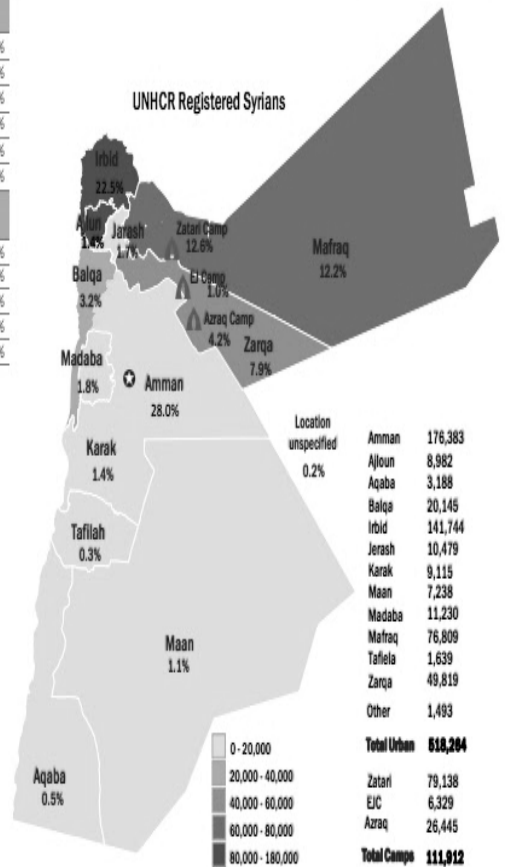 %
%
%
%
%
%
%
%
%
%
%
UNHCR Registered Syrians
Irbid
22.5%
Ajlun
1.4%
Jarash
1.7%
Zatari Camp
12.6%
Mafraq
12.2%
EJ Camp
1.0%
Balqa
3.2%
Azraq Camp
4.2%
Zarqa
7.9%
Madaba
1.8%
Amman
28.0%
Location
unspecified
0.2%
Karak
1.4%
Tafilah
0.3%
Maan
1.1%
Aqaba
0.5%
0 - 20,000
20,000 - 40,000
40,000 - 60,000
60,000 - 80,000
80,000 - 180,000
Amman 176,383
Ajloun 8,982
Aqaba 3,188
Balqa 20,145
Irbid 141,744
Jerash 10,479
Karak 9,115
Maan 7,238
Madaba 11,230
Mafraq 76,809
Tafiela 1,639
Zarqa 49,819
Other 1,493
Total Urban 518,264
Zatari 79,138
EJC 6,329
Azraq 26,445
Total Camps 111,912